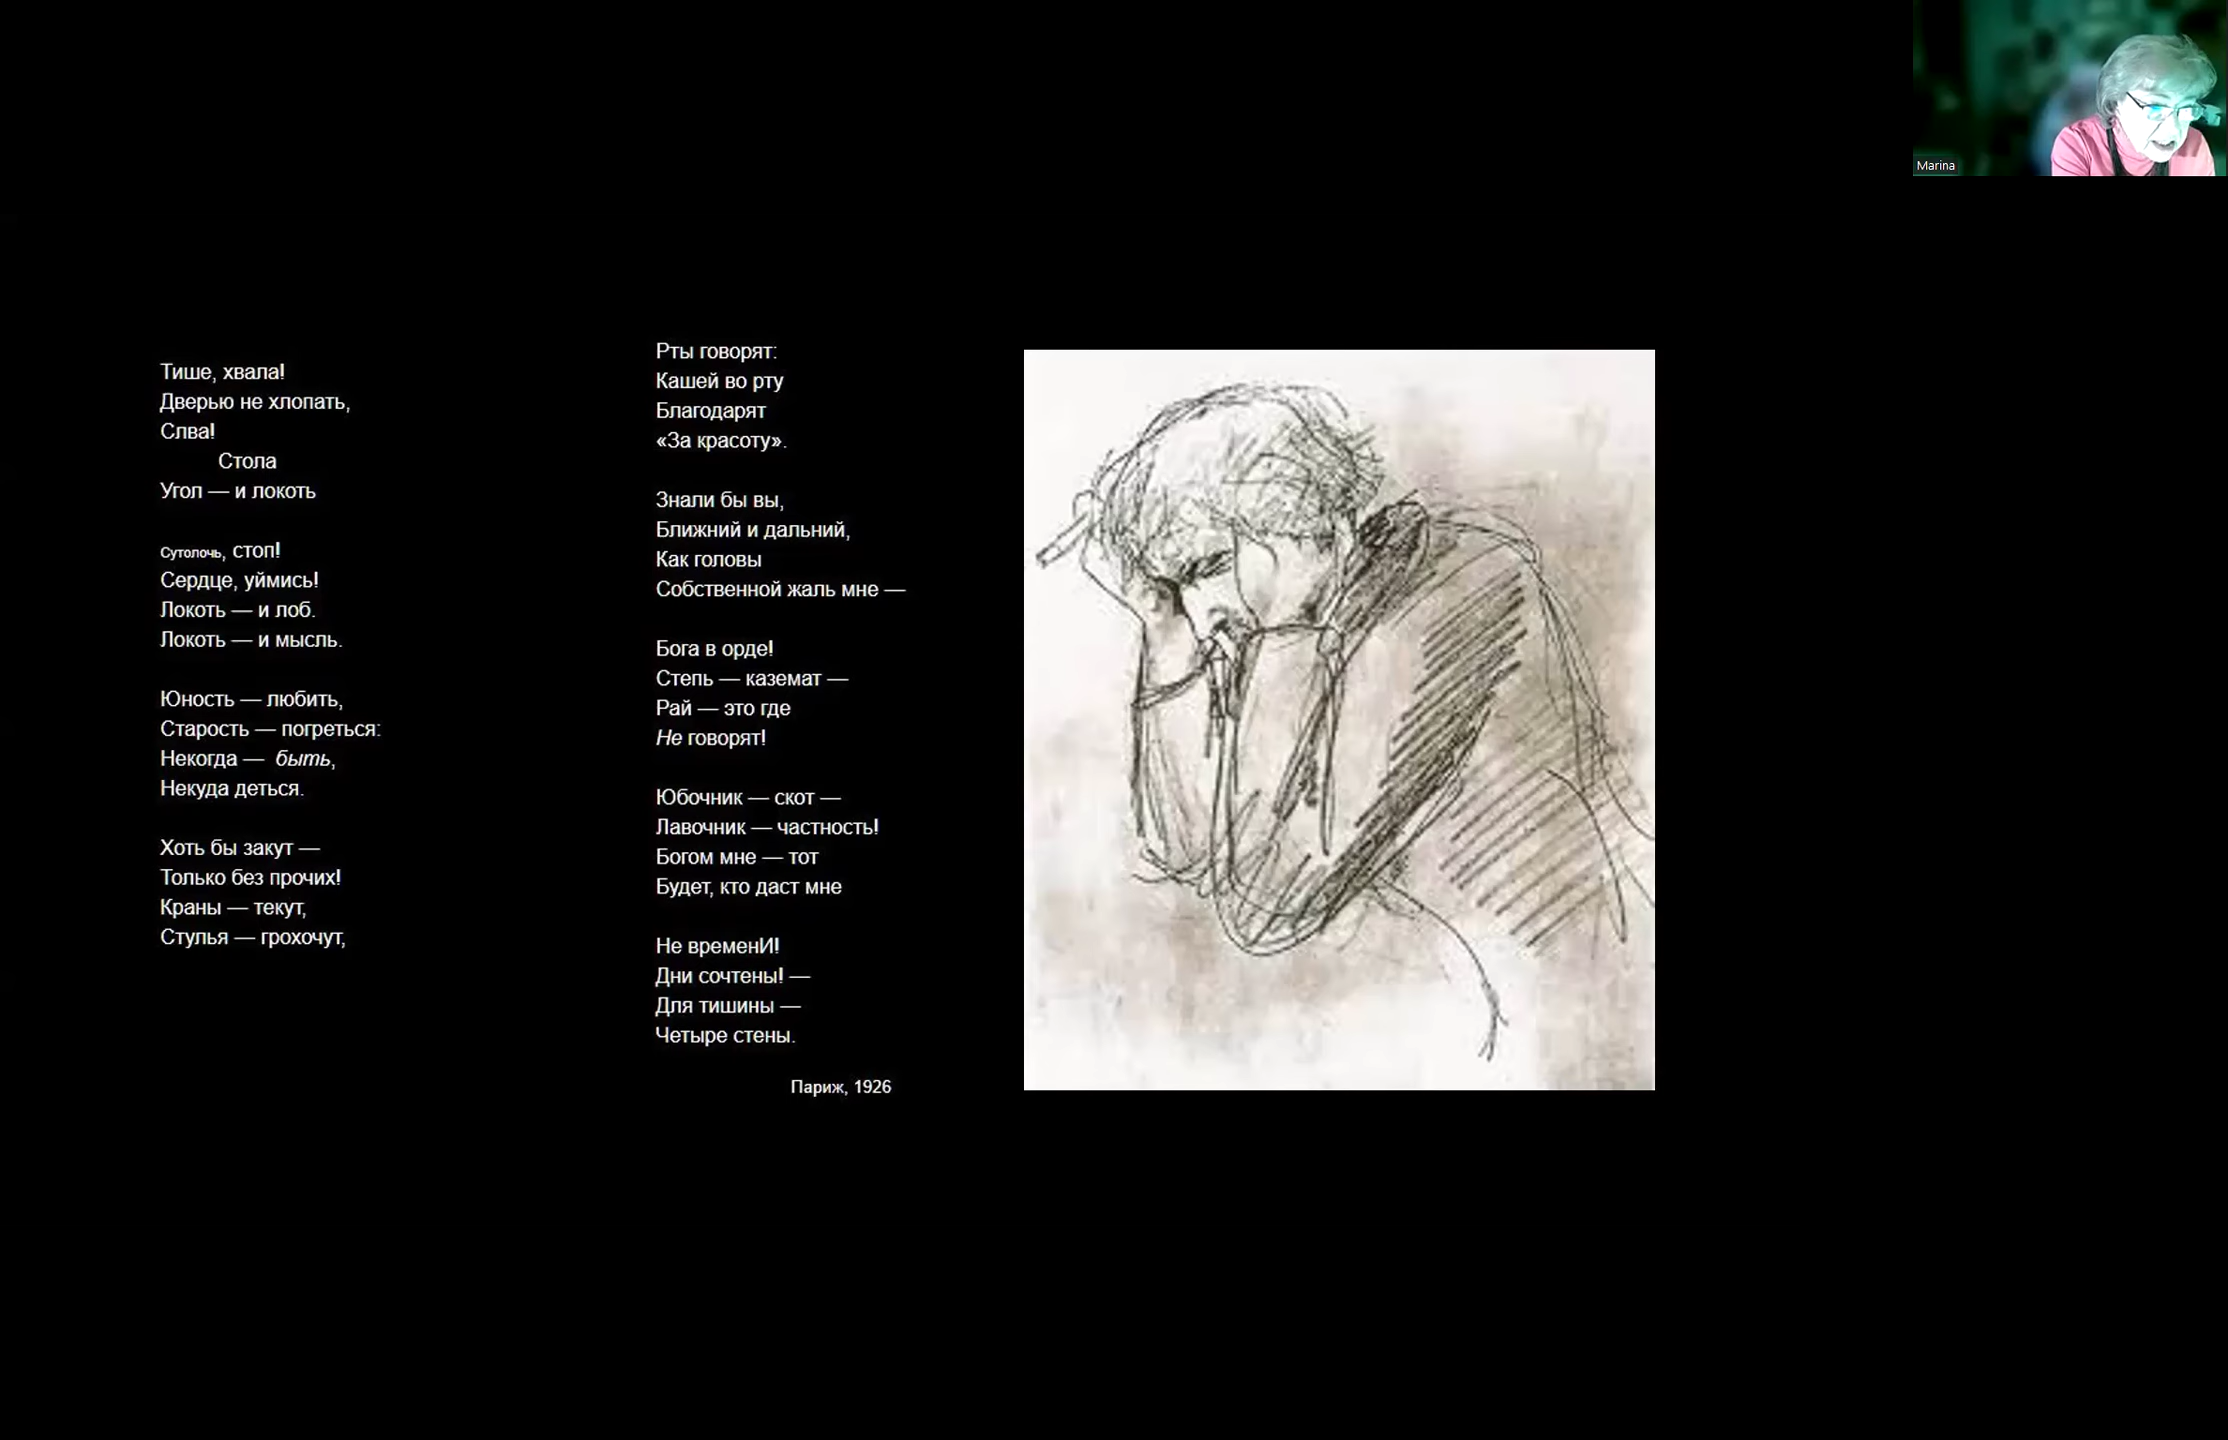 Тише, хвала!
Дверью не хлопать,
Слва!
Стола
Угол — и локоть
Сутолочь, стоп!
Сердце, уймись!
Локоть — и лоб.
Локоть — и мысль.
Юность — любить,
Старость — погреться:
Некогда — быть,
Некуда деться.
Хоть бы закут —
Только без прочих!
Краны — текут,
Стулья — грохочут,
Рты говорят:
Кашей во рту
Благодарят
«За красоту».
Знали бы вы,
Ближний и дальний,
Как головы
Собственной жаль мне —
Бога в орде!
Степь — каземат —
Рай — это где
Не говорят!
Юбочник — скот —
Лавочник — частность!
Богом мне — тот
Будет, кто даст мне
Не временИ!
Дни сочтены! —
Для тишины —
Четыре стены.
Париж, 1926
Marina